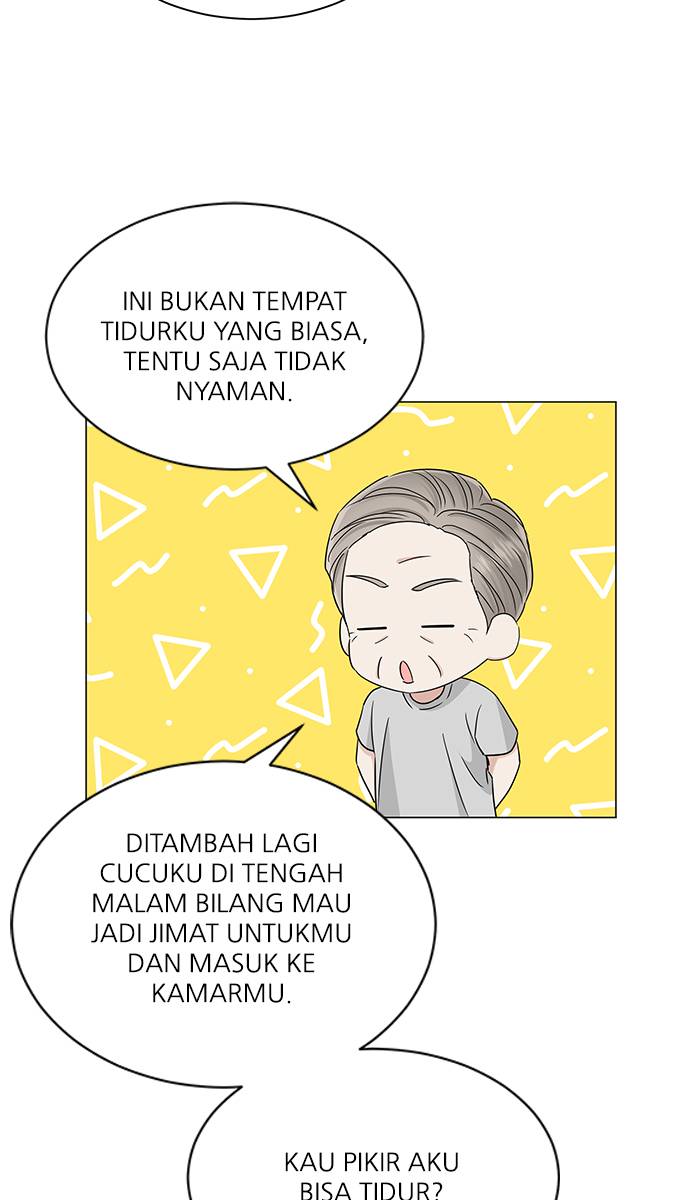 INI BUKAN TEMPAT
TIDURKU YANG BIASA,
TENTU SAJA TIDAK
NYAMAN.
DITAMBAH LAGI
CUCUKU DI TENGAH
MALAM BILANG MAU
JADI JIMAT UNTUKMU
DAN MASUK KE
KAMARMU.
KAU PIKIR AKU
BISA TIDUR?